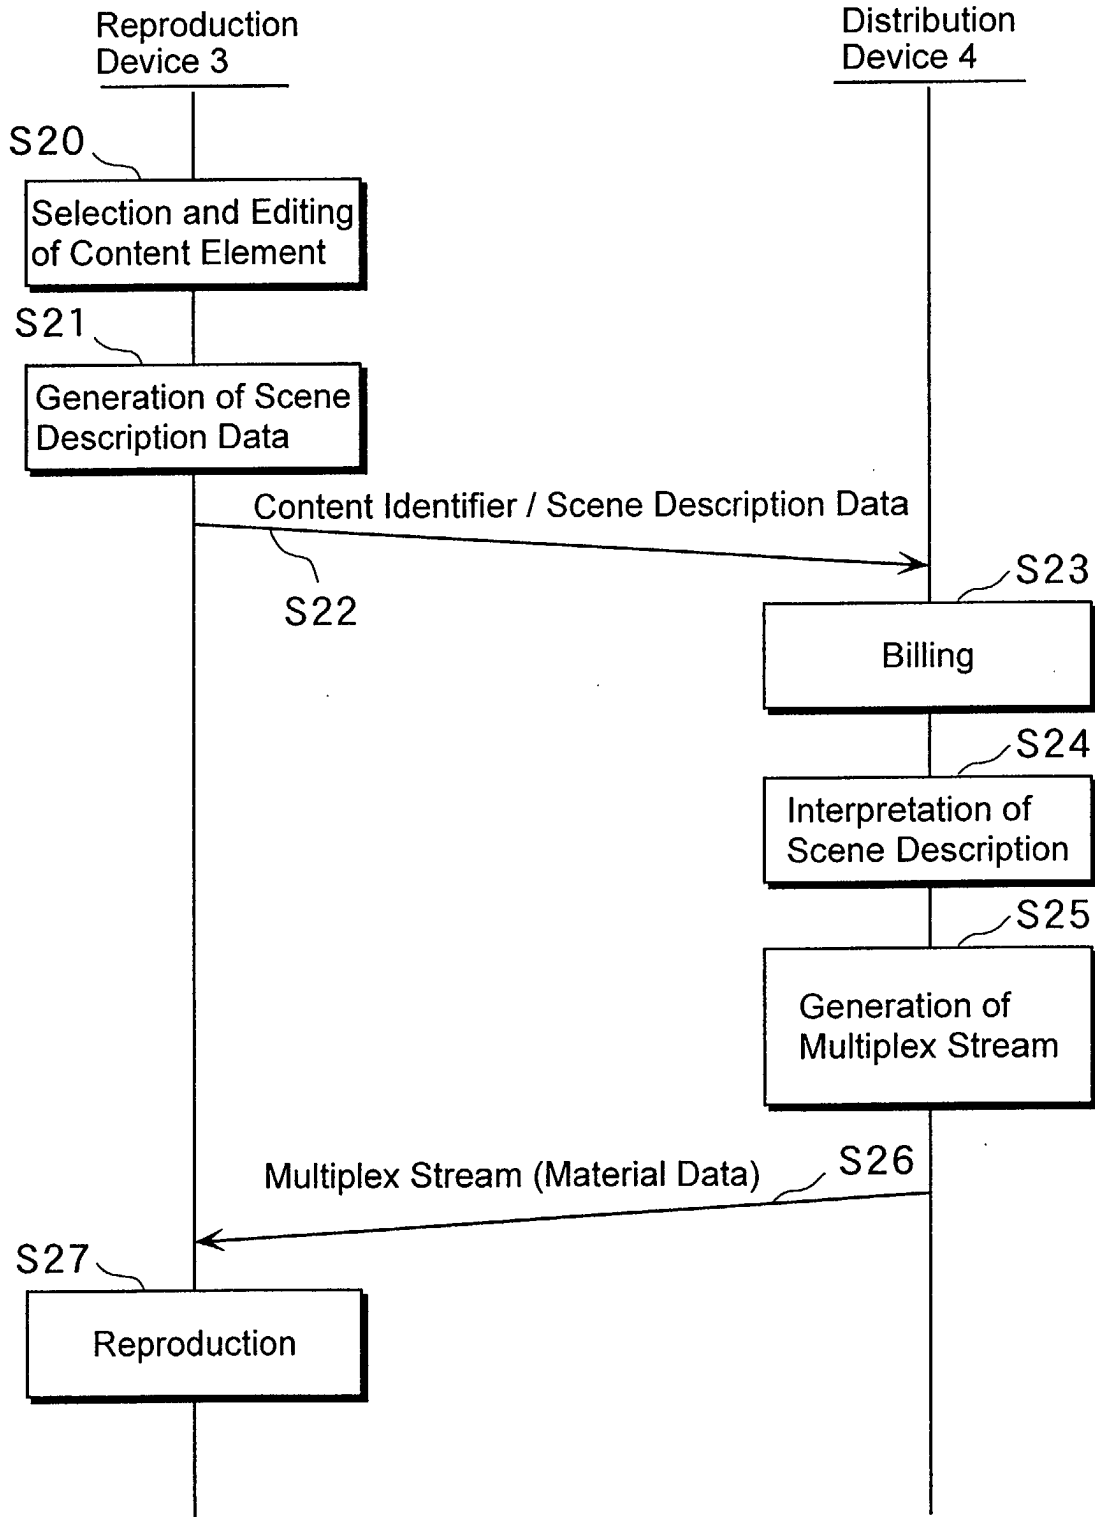 Reproduction
Device 3
Distribution
Device 4
S20
Selection and Editing
of Content Element
S21
Generation of Scene
Description Data
Content Identifier / Scene Description Data
S22
S23
Billing
S24
Interpretation of
Scene Description
S25
Generation of
Multiplex Stream
Multiplex Stream (Material Data)
S26
S27
Reproduction